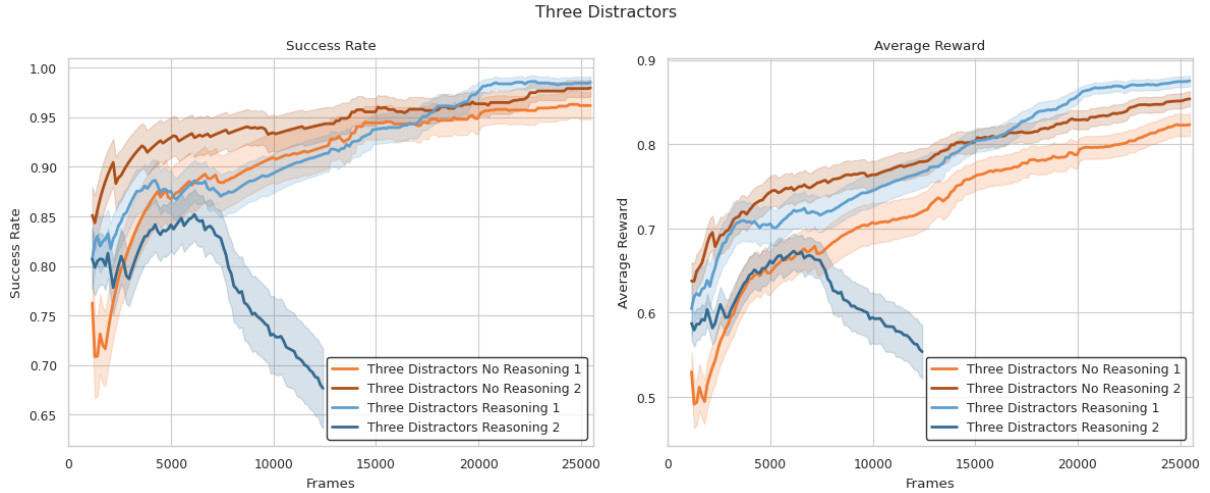 Three Distractors
Success Rate
Success Rate
1.00
0.95
0.90
0.85
0.80
0.75
0.70
0.65
0
5000
10000
15000
20000
25000
Frames
Three Distractors No Reasoning 1
Three Distractors No Reasoning 2
Three Distractors Reasoning 1
Three Distractors Reasoning 2
Average Reward
Average Reward
0.9
0.8
0.7
0.6
0.5
0
5000
10000
15000
20000
25000
Frames
Three Distractors No Reasoning 1
Three Distractors No Reasoning 2
Three Distractors Reasoning 1
Three Distractors Reasoning 2